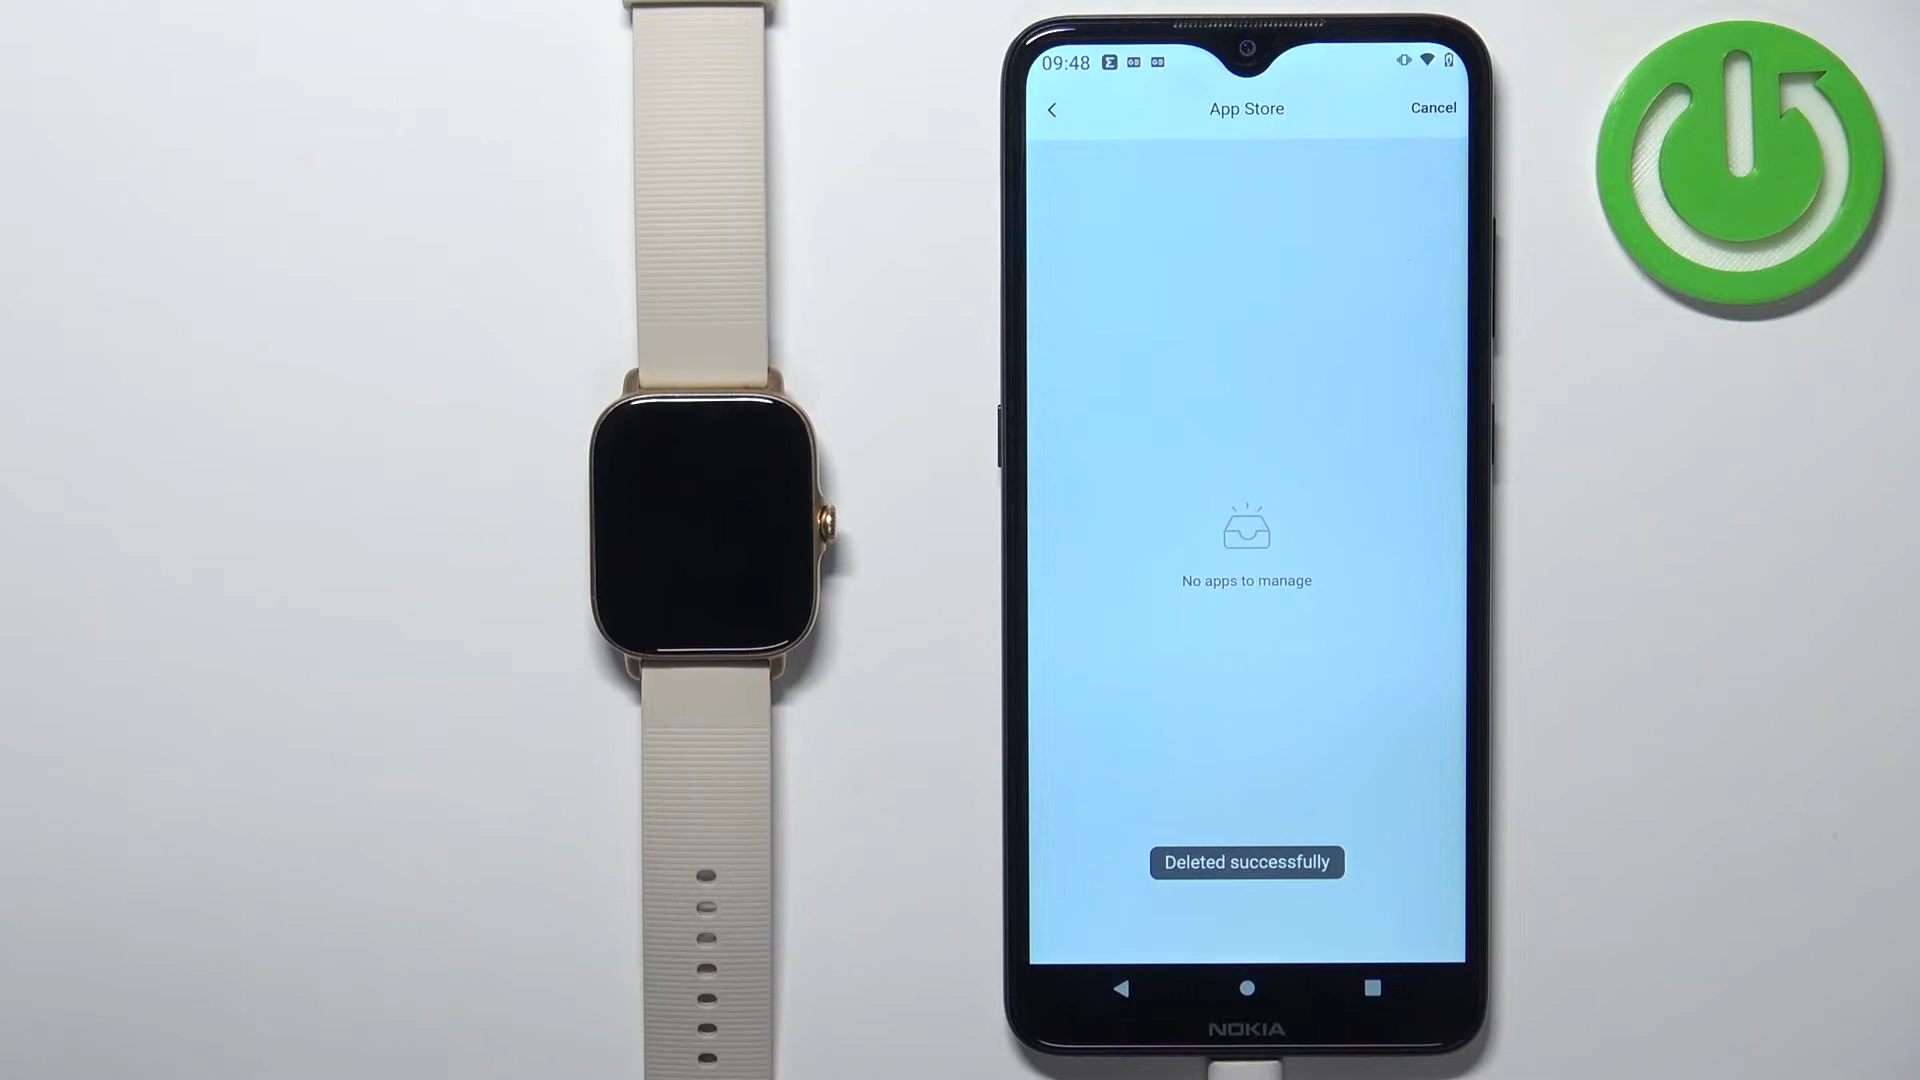 09:48
App Store
Cancel
No apps to manage
Deleted successfully
NOKIA